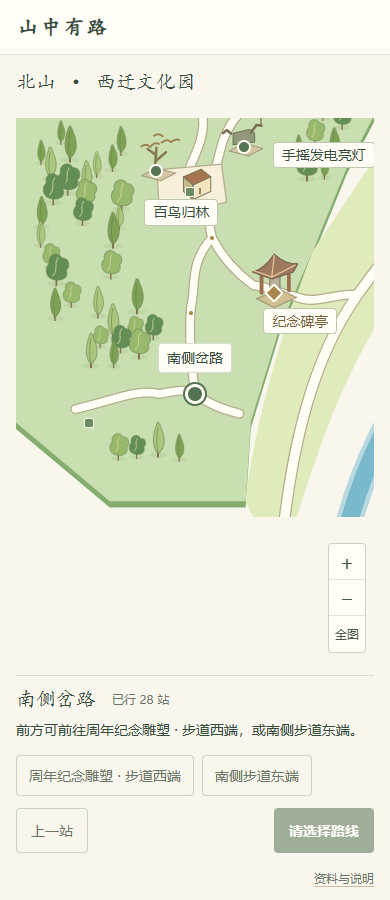 山中有路
北山 • 西迁文化园
手摇发电亮灯
百鸟归林
纪念碑亭
南侧岔路
+
−
全图
南侧岔路 已行 28 站
前方可前往周年纪念雕塑 · 步道西端，或南侧步道东端。
周年纪念雕塑 · 步道西端 南侧步道东端
上一站 请选择路线
资料与说明